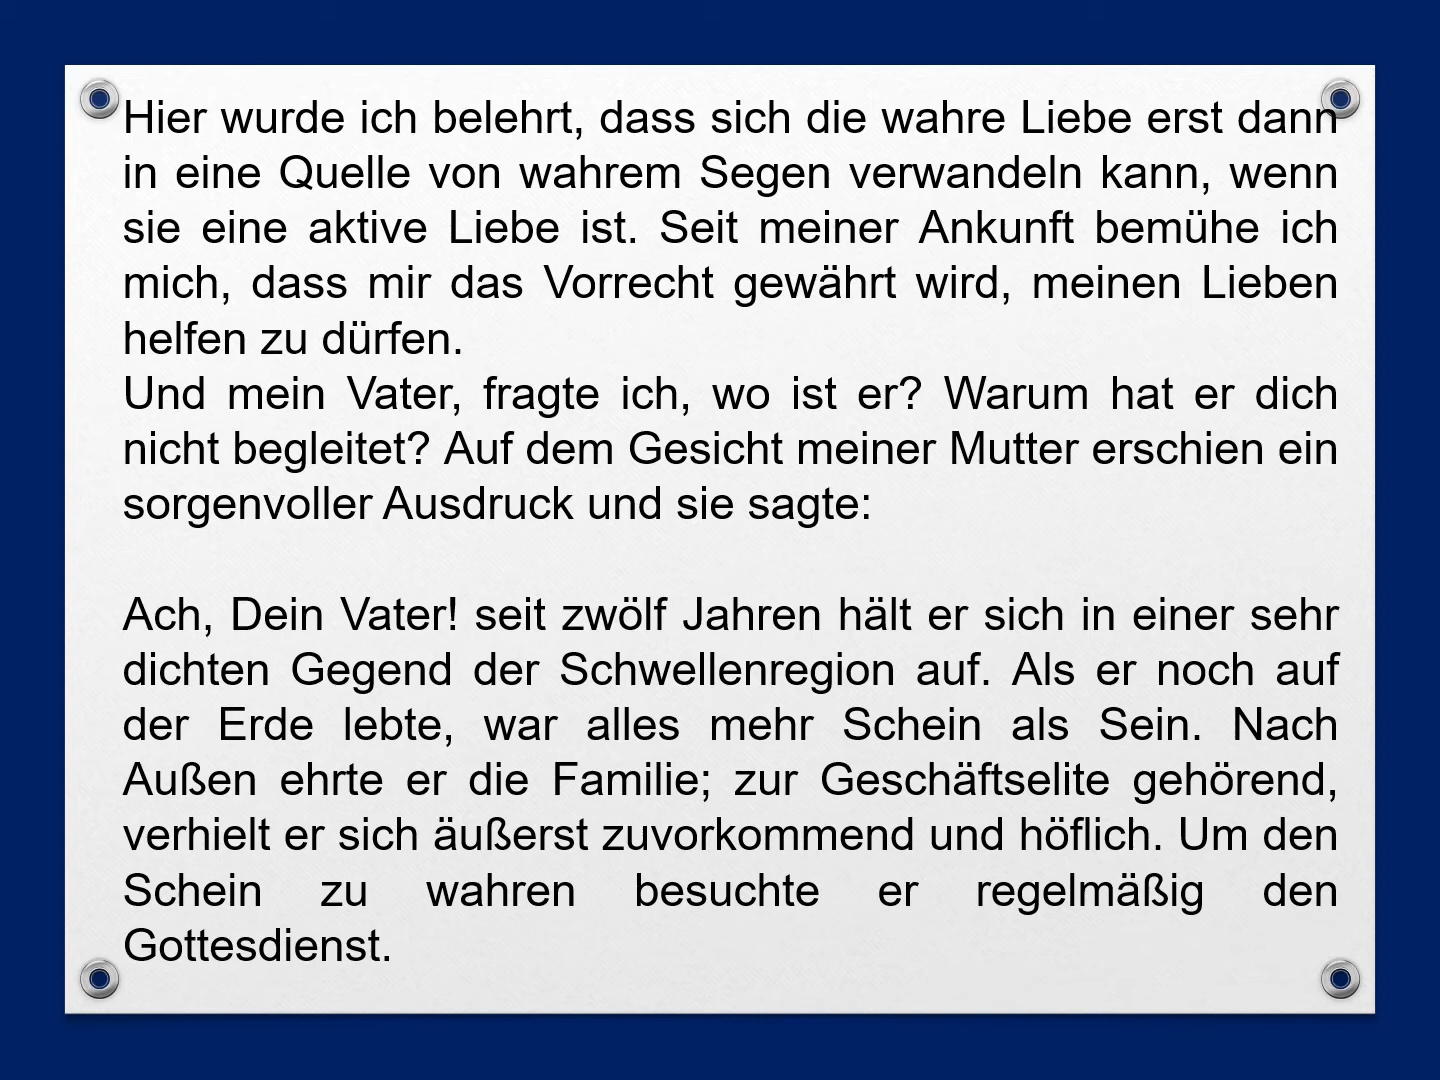 Hier wurde ich belehrt, dass sich die wahre Liebe erst dann
in eine Quelle von wahrem Segen verwandeln kann, wenn
sie eine aktive Liebe ist. Seit meiner Ankunft bemühe ich
mich, dass mir das Vorrecht gewährt wird, meinen Lieben
helfen zu dürfen.
Und mein Vater, fragte ich, wo ist er? Warum hat er dich
nicht begleitet? Auf dem Gesicht meiner Mutter erschien ein
sorgenvoller Ausdruck und sie sagte:
Ach, Dein Vater! seit zwölf Jahren hält er sich in einer sehr
dichten Gegend der Schwellenregion auf. Als er noch auf
der Erde lebte, war alles mehr Schein als Sein. Nach
Außen ehrte er die Familie; zur Geschäftselite gehörend,
verhielt er sich äußerst zuvorkommend und höflich. Um den
Schein zu wahren besuchte er regelmäßig den
Gottesdienst.